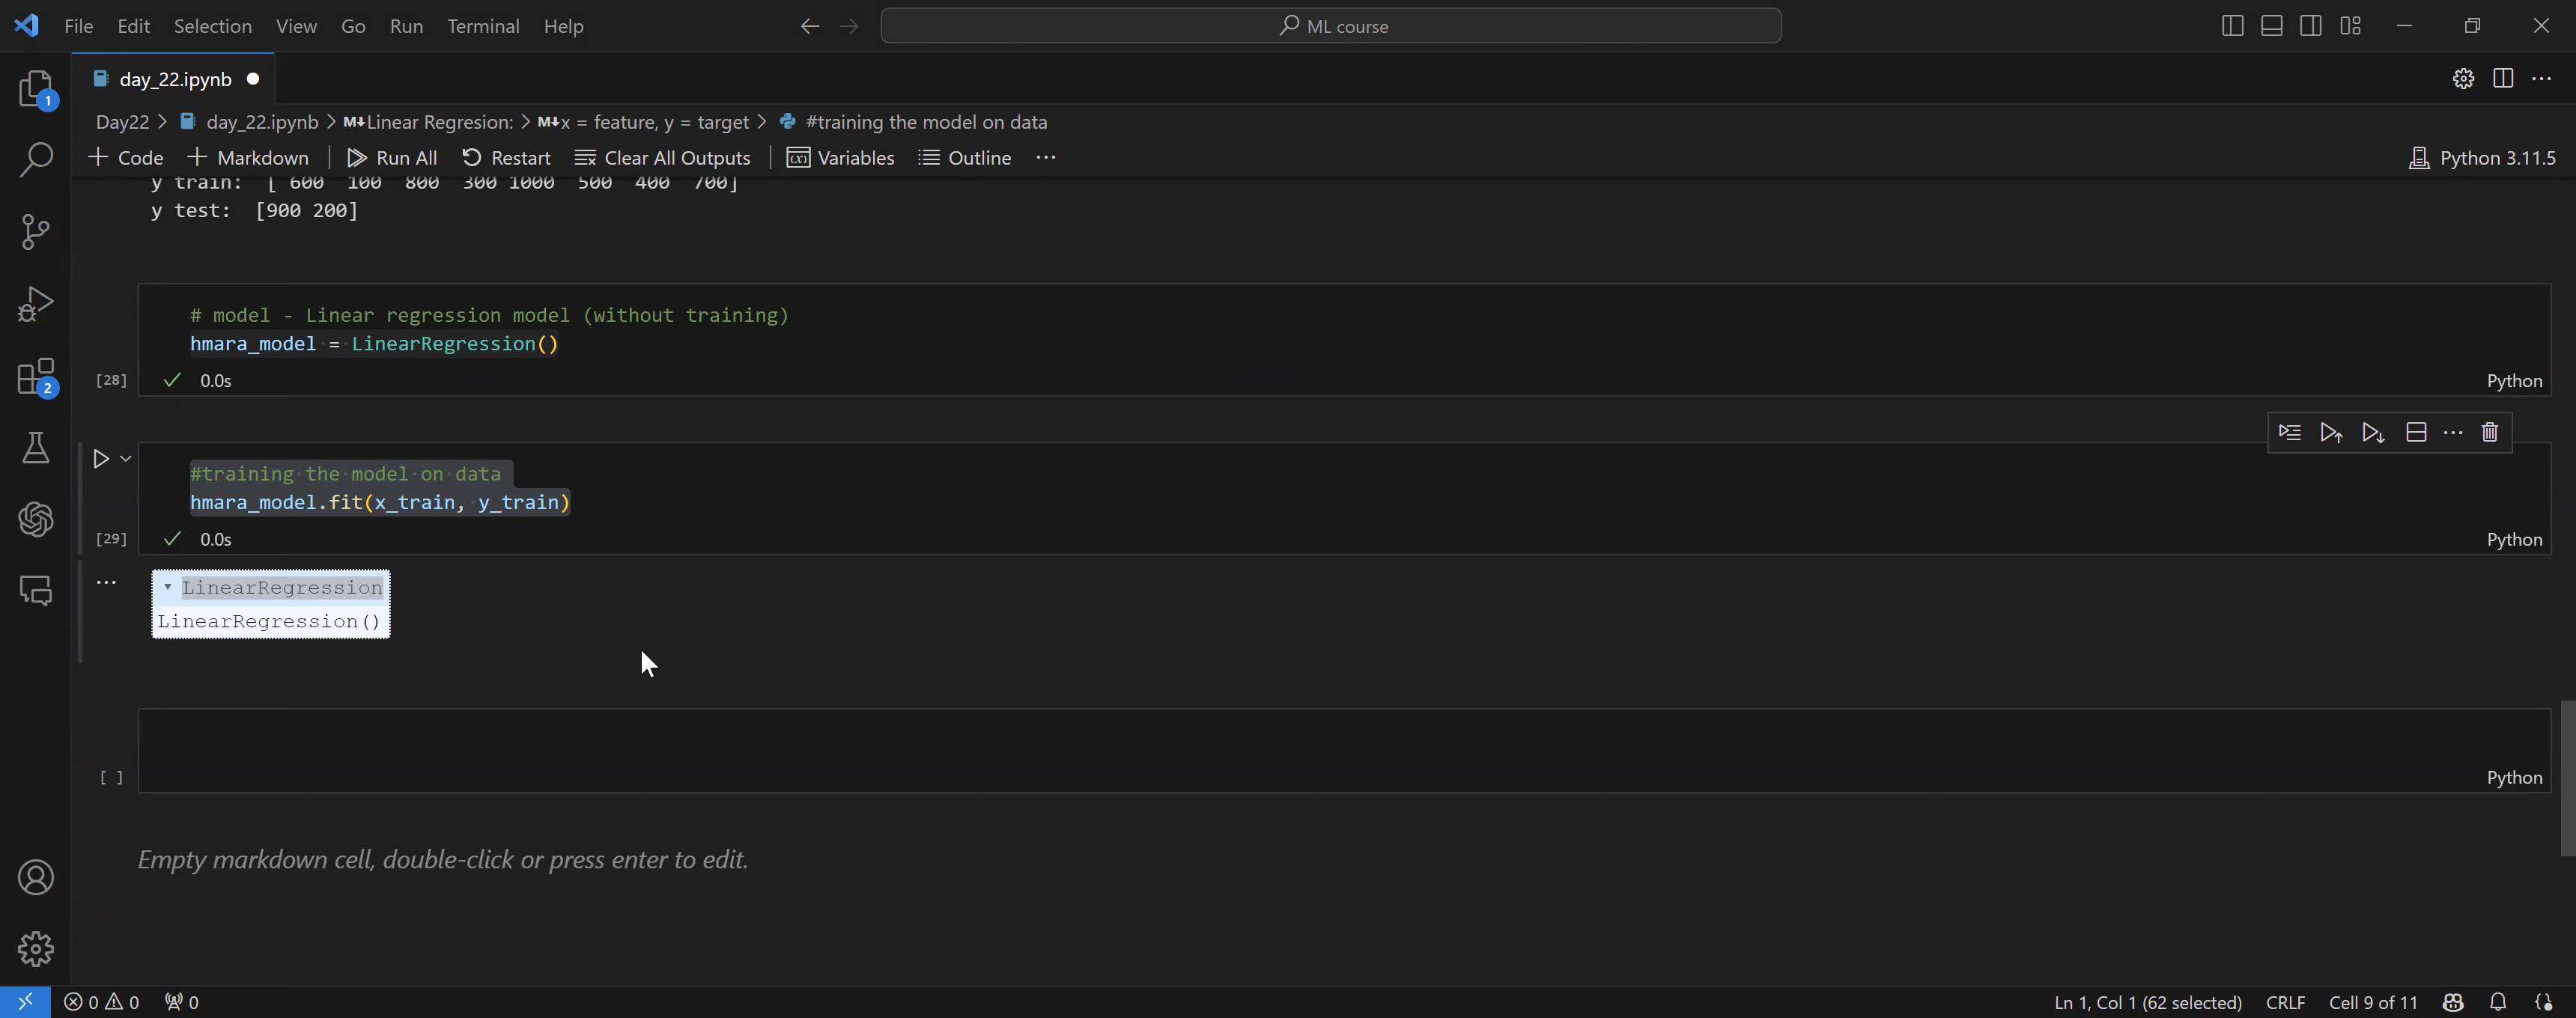 File Edit Selection View Go Run Terminal Help ML course
day_22.ipynb
1
Day22 > day_22.ipynb > M↓Linear Regresion: > M↓x = feature, y = target > #training the model on data
+ Code + Markdown Run All Restart Clear All Outputs Variables Outline ... Python 3.11.5
y train: [ 600 100 800 300 1000 500 400 700]
y test: [900 200]
# model - Linear regression model (without training)
hmara_model = LinearRegression()
[28] 0.0s Python
2
#training the model on data
hmara_model.fit(x_train, y_train)
[29] 0.0s Python
LinearRegression
LinearRegression()
[ ] Python
Empty markdown cell, double-click or press enter to edit.
0 0 0 Ln 1, Col 1 (62 selected) CRLF Cell 9 of 11